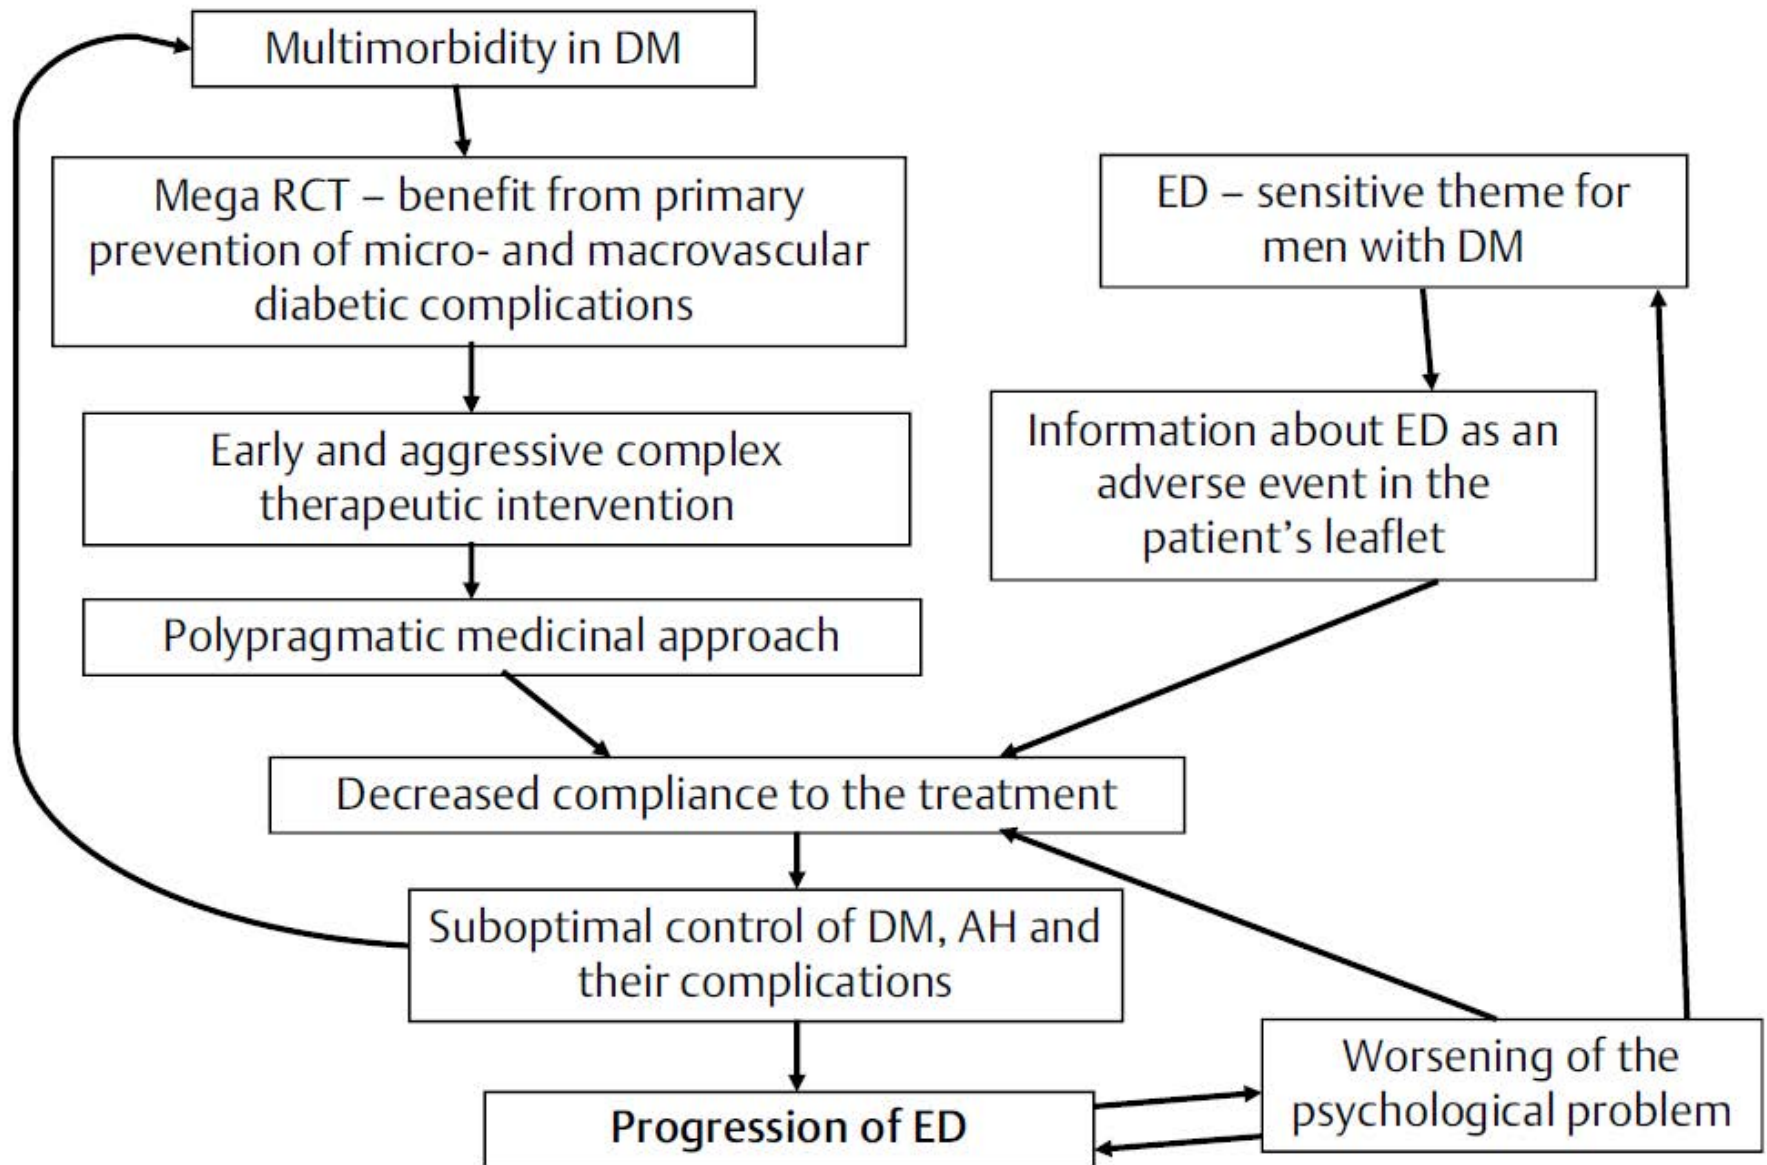 Multimorbidity in DM
Mega RCT – benefit from primary
prevention of micro- and macrovascular
diabetic complications
ED – sensitive theme for
men with DM
Early and aggressive complex
therapeutic intervention
Information about ED as an
adverse event in the
patient’s leaflet
Polypragmatic medicinal approach
Decreased compliance to the treatment
Suboptimal control of DM, AH and
their complications
Worsening of the
psychological problem
Progression of ED